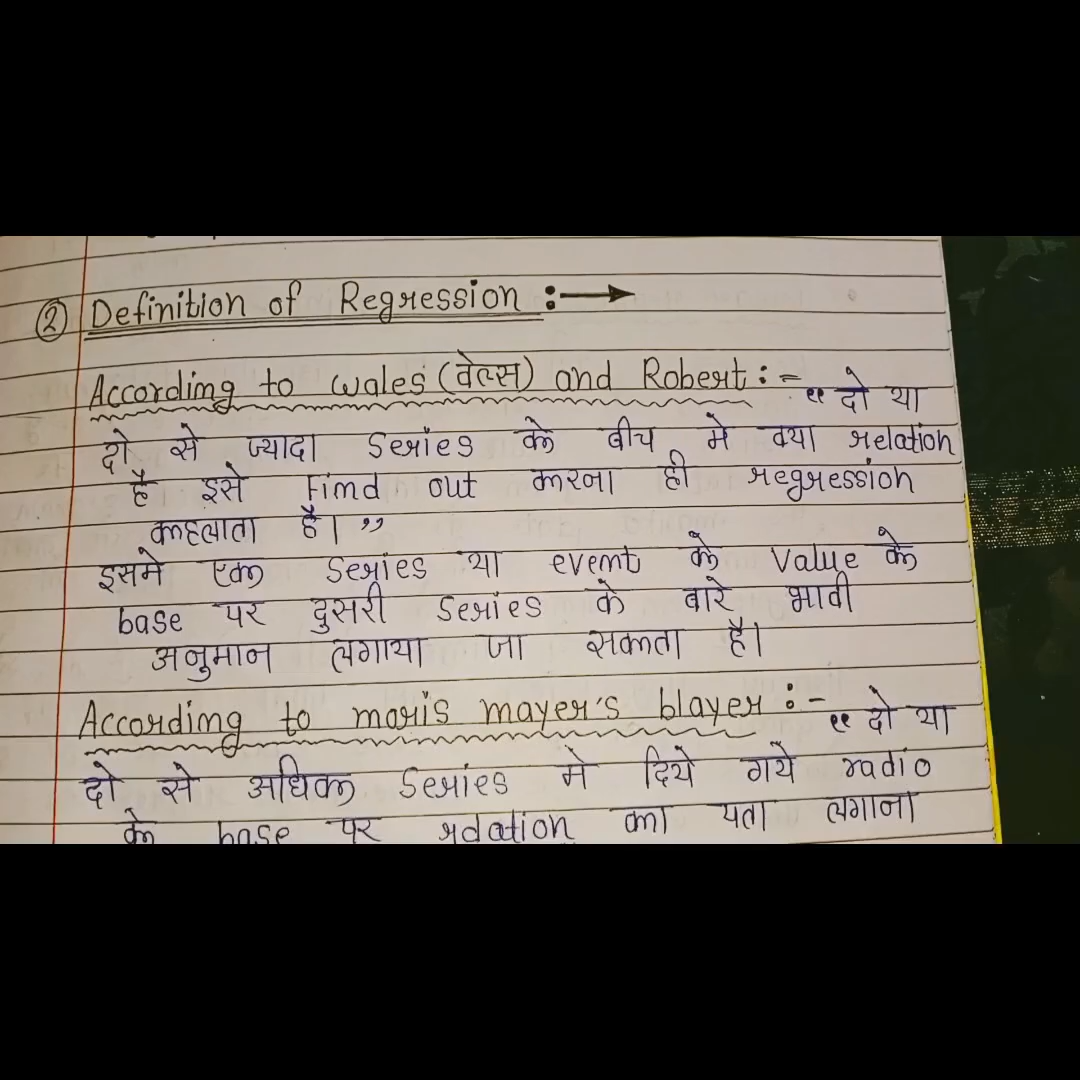 ② Definition of Regression :→
According to wales (वेल्स) and Robert :- “ दो या
दो से ज्यादा Series के बीच मे क्या relation
है इसे Find out करना ही regression
कहलाता है। ”
इसमे एक Series या event के Value के
base पर दुसरी Series के बारे भावी
अनुमान लगाया जा सकता है।
According to maris mayer's blayer :- “ दो या
दो से अधिक Series मे दिये गये radio
के base पर relation का पता लगाना